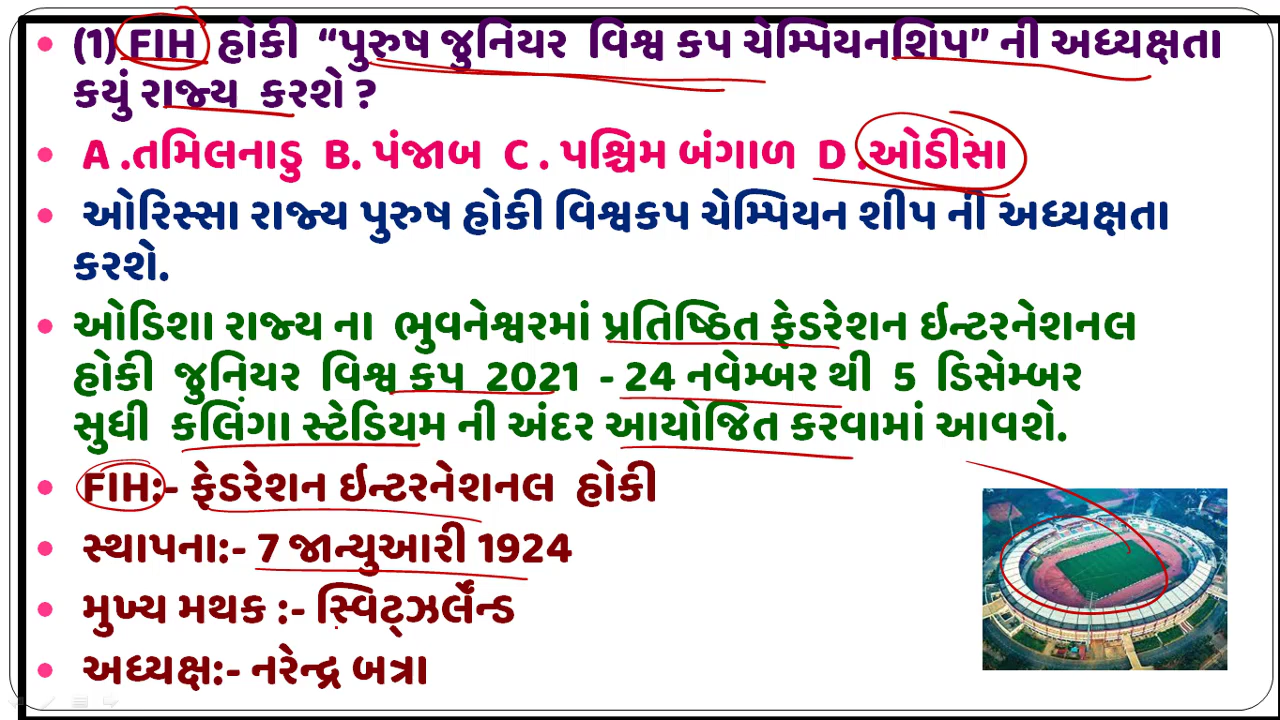 (1) FIH હોકી “પુરુષ જુનિયર વિશ્વ કપ ચેમ્પિયનશિપ” ની અધ્યક્ષતા
કયું રાજ્ય કરશે ?
A .તમિલનાડુ B. પંજાબ C . પશ્ચિમ બંગાળ D .ઓડીસા
ઓરિસ્સા રાજ્ય પુરુષ હોકી વિશ્વકપ ચેમ્પિયન શીપ ની અધ્યક્ષતા
કરશે.
ઓડિશા રાજ્ય ના ભુવનેશ્વરમાં પ્રતિષ્ઠિત ફેડરેશન ઇન્ટરનેશનલ
હોકી જુનિયર વિશ્વ કપ 2021 - 24 નવેમ્બર થી 5 ડિસેમ્બર
સુધી કલિંગા સ્ટેડિયમ ની અંદર આયોજિત કરવામાં આવશે.
FIH:- ફેડરેશન ઇન્ટરનેશનલ હોકી
સ્થાપના:- 7 જાન્યુઆરી 1924
મુખ્ય મથક :- સ્વિટ્ઝર્લૅન્ડ
અધ્યક્ષ:- નરેન્દ્ર બત્રા